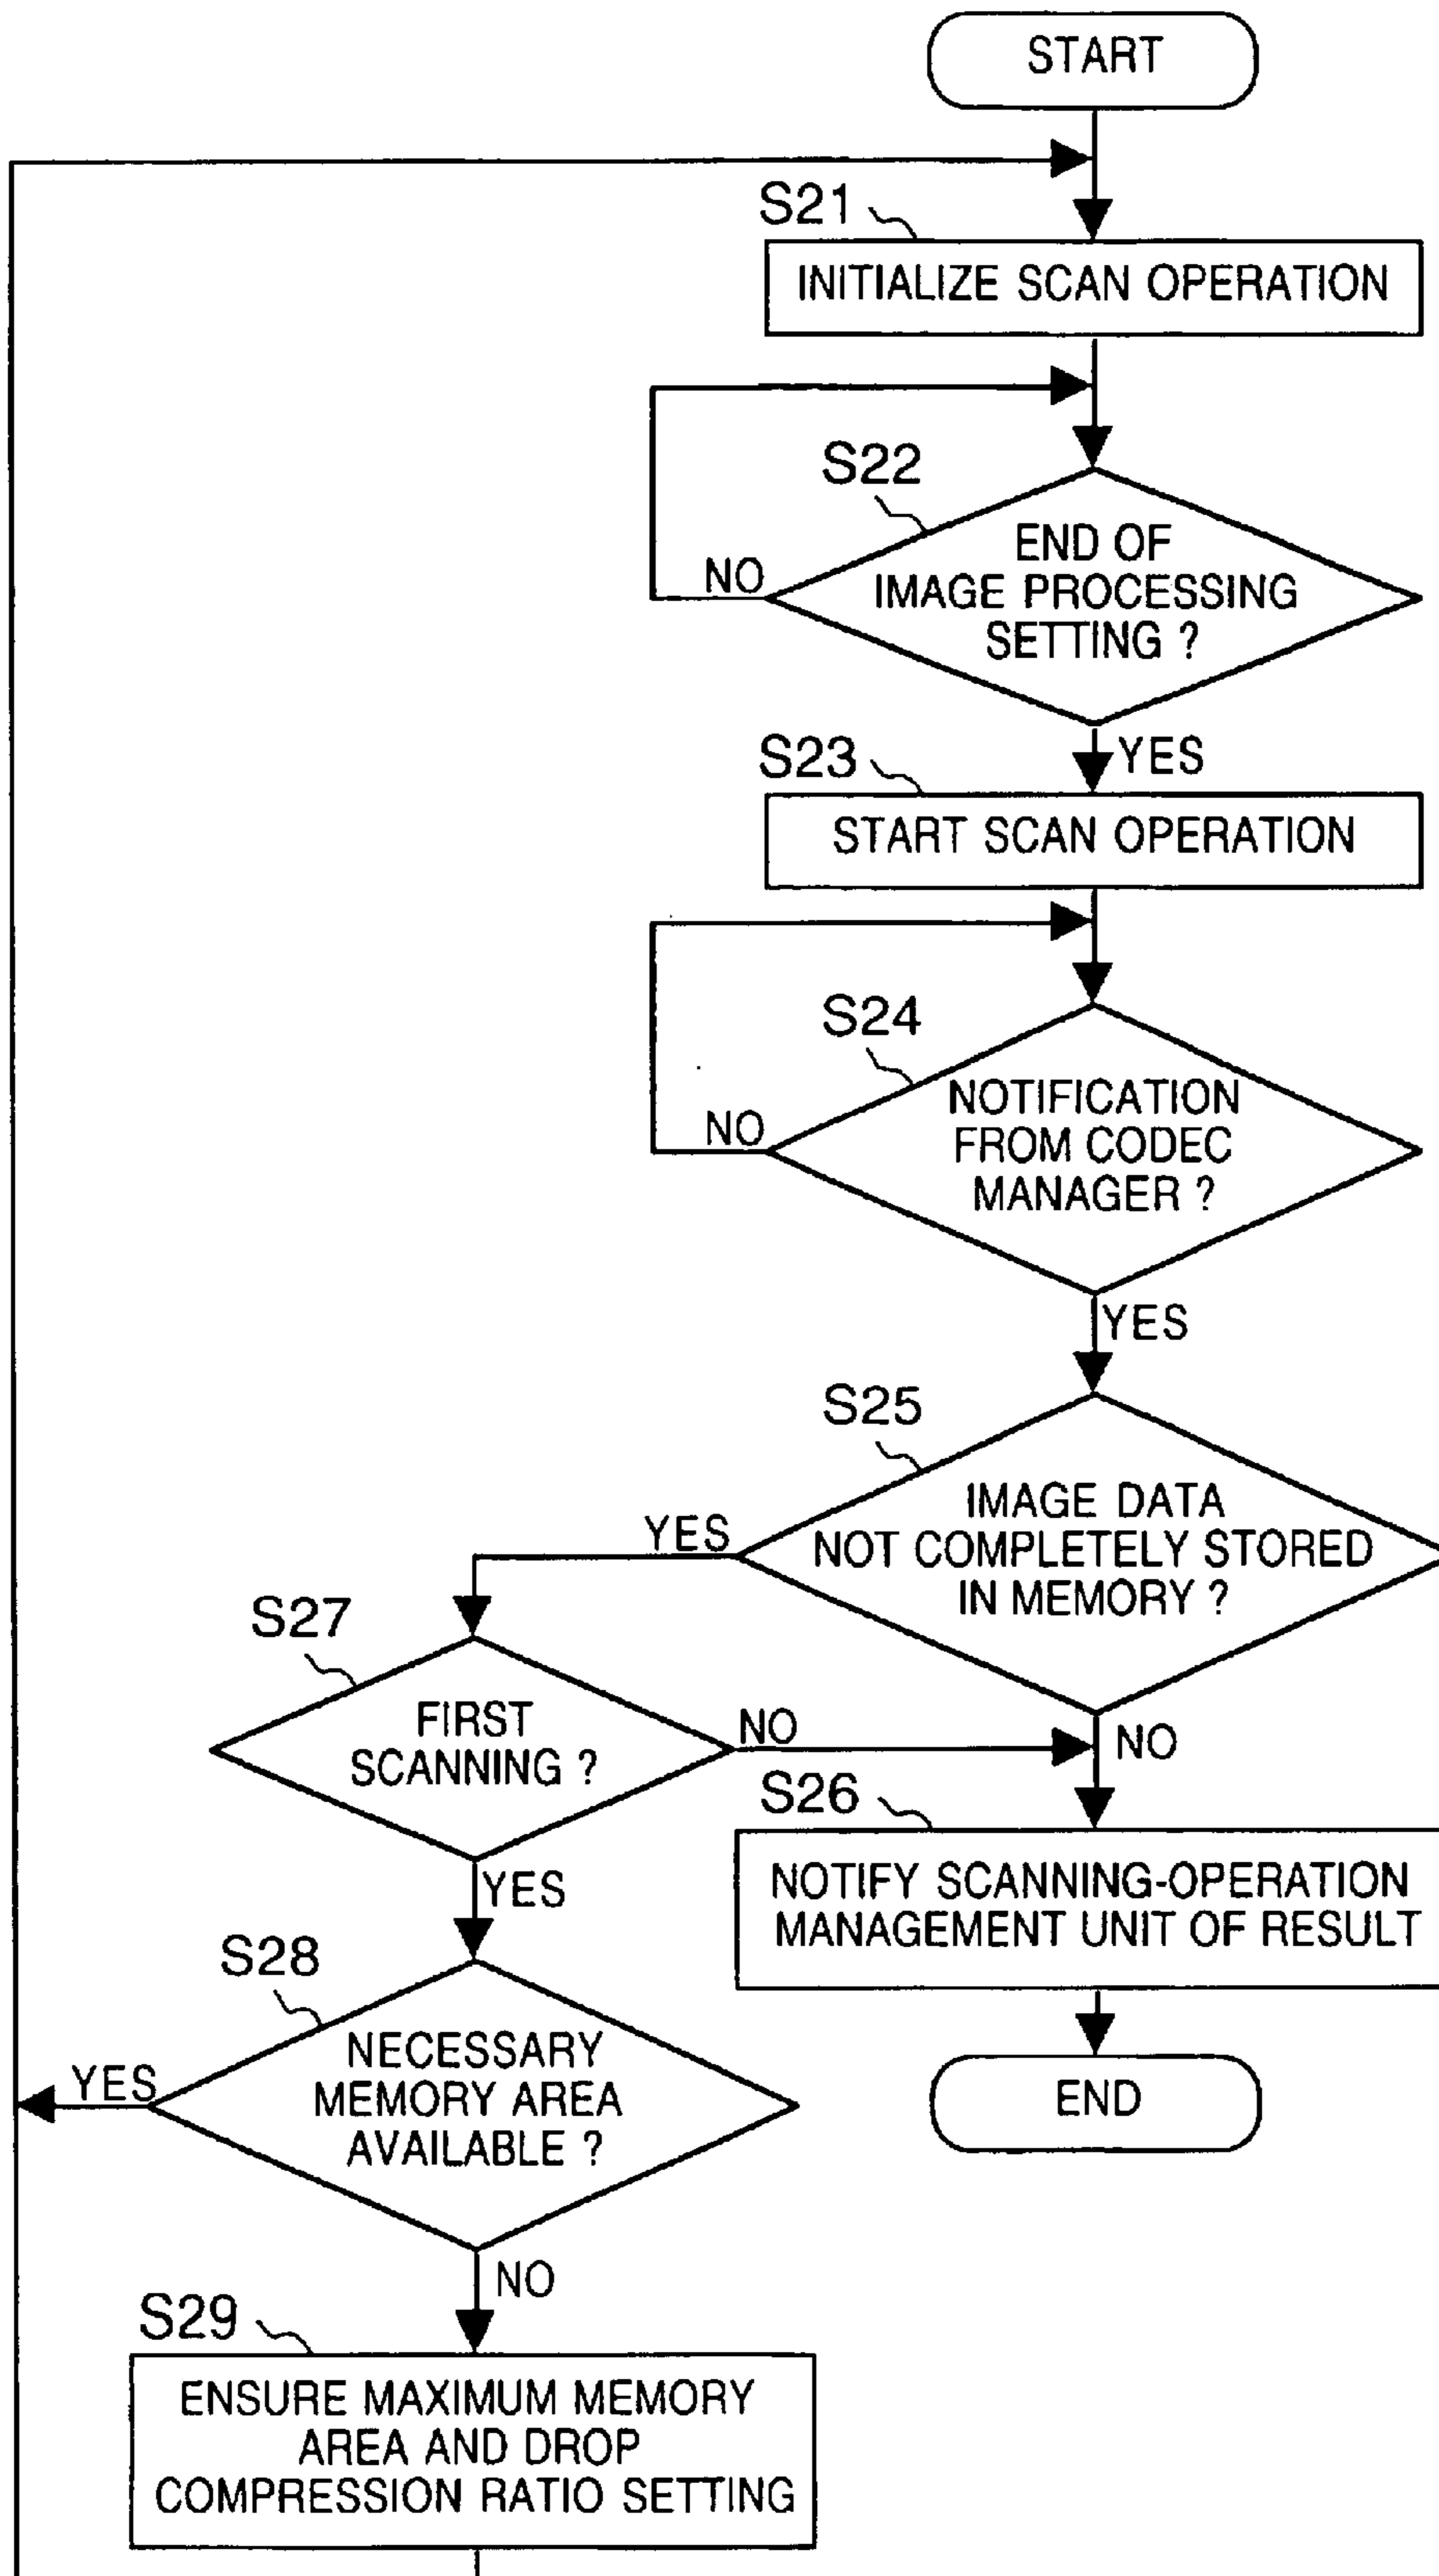 START
S21
INITIALIZE SCAN OPERATION
S22
END OF
IMAGE PROCESSING
SETTING ?
NO
YES
S23
START SCAN OPERATION
S24
NOTIFICATION
FROM CODEC
MANAGER ?
NO
YES
S25
IMAGE DATA
NOT COMPLETELY STORED
IN MEMORY ?
YES
NO
S27
FIRST
SCANNING ?
NO
YES
S26
NOTIFY SCANNING-OPERATION
MANAGEMENT UNIT OF RESULT
END
S28
NECESSARY
MEMORY AREA
AVAILABLE ?
YES
NO
S29
ENSURE MAXIMUM MEMORY
AREA AND DROP
COMPRESSION RATIO SETTING